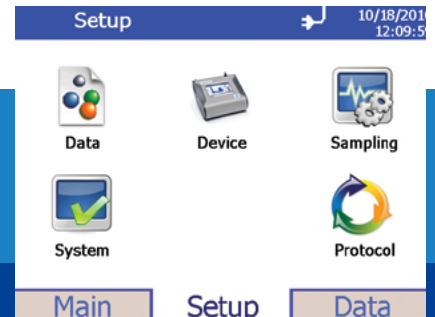 Setup
10/18/201
12:09:5
Data
Device
Sampling
System
Protocol
Main
Setup
Data